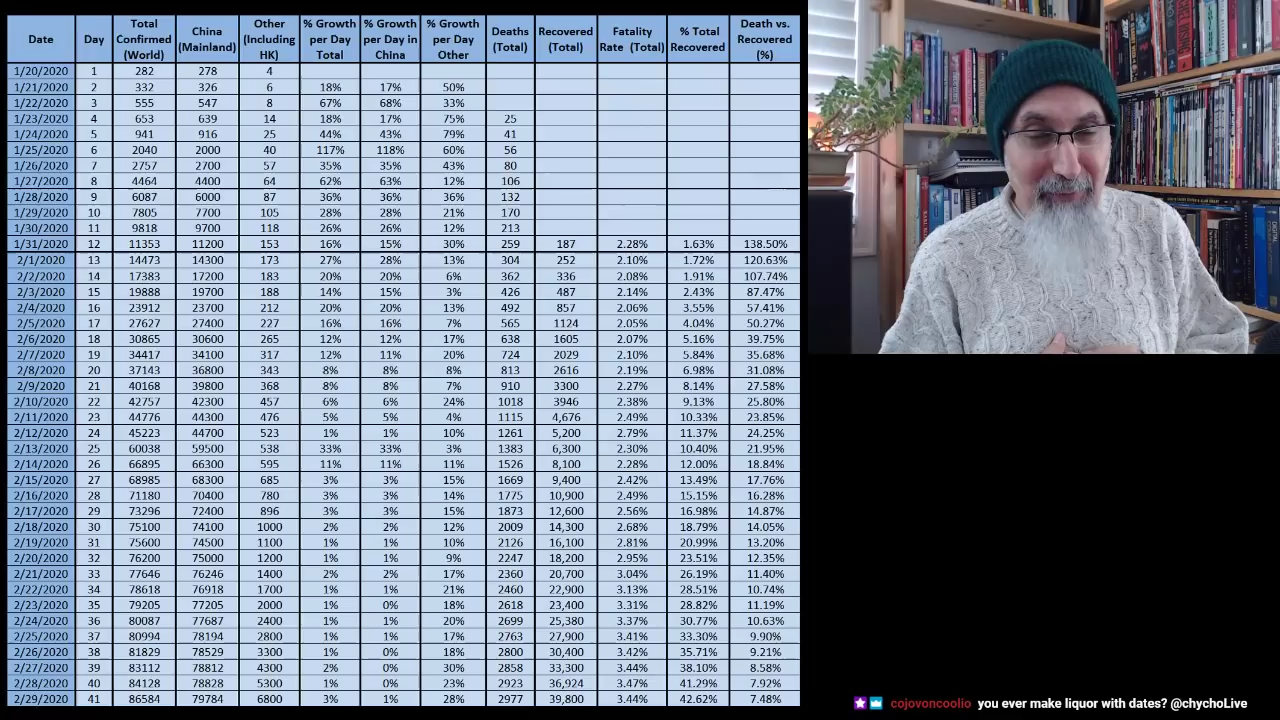 Date Day Total Confirmed (World) China (Mainland) Other (Including HK) % Growth per Day Total % Growth per Day in China % Growth per Day Other Deaths (Total) Recovered (Total) Fatality Rate (Total) % Total Recovered Death vs. Recovered (%)
1/20/2020 1 282 278 4
1/21/2020 2 332 326 6 18% 17% 50%
1/22/2020 3 555 547 8 67% 68% 33%
1/23/2020 4 653 639 14 18% 17% 75% 25
1/24/2020 5 941 916 25 44% 43% 79% 41
1/25/2020 6 2040 2000 40 117% 118% 60% 56
1/26/2020 7 2757 2700 57 35% 35% 43% 80
1/27/2020 8 4464 4400 64 62% 63% 12% 106
1/28/2020 9 6087 6000 87 36% 36% 36% 132
1/29/2020 10 7805 7700 105 28% 28% 21% 170
1/30/2020 11 9818 9700 118 26% 26% 12% 213
1/31/2020 12 11353 11200 153 16% 15% 30% 259 187 2.28% 1.63% 138.50%
2/1/2020 13 14473 14300 173 27% 28% 13% 304 252 2.10% 1.72% 120.63%
2/2/2020 14 17383 17200 183 20% 20% 6% 362 336 2.08% 1.91% 107.74%
2/3/2020 15 19888 19700 188 14% 15% 3% 426 487 2.14% 2.43% 87.47%
2/4/2020 16 23912 23700 212 20% 20% 13% 492 857 2.06% 3.55% 57.41%
2/5/2020 17 27627 27400 227 16% 16% 7% 565 1124 2.05% 4.04% 50.27%
2/6/2020 18 30865 30600 265 12% 12% 17% 638 1605 2.07% 5.16% 39.75%
2/7/2020 19 34417 34100 317 12% 11% 20% 724 2029 2.10% 5.84% 35.68%
2/8/2020 20 37143 36800 343 8% 8% 8% 813 2616 2.19% 6.98% 31.08%
2/9/2020 21 40168 39800 368 8% 8% 7% 910 3300 2.27% 8.14% 27.58%
2/10/2020 22 42757 42300 457 6% 6% 24% 1018 3946 2.38% 9.13% 25.80%
2/11/2020 23 44776 44300 476 5% 5% 4% 1115 4,676 2.49% 10.33% 23.85%
2/12/2020 24 45223 44700 523 1% 1% 10% 1261 5,200 2.79% 11.37% 24.25%
2/13/2020 25 60038 59500 538 33% 33% 3% 1383 6,300 2.30% 10.40% 21.95%
2/14/2020 26 66895 66300 595 11% 11% 11% 1526 8,100 2.28% 12.00% 18.84%
2/15/2020 27 68985 68300 685 3% 3% 15% 1669 9,400 2.42% 13.49% 17.76%
2/16/2020 28 71180 70400 780 3% 3% 14% 1775 10,900 2.49% 15.15% 16.28%
2/17/2020 29 73296 72400 896 3% 3% 15% 1873 12,600 2.56% 16.98% 14.87%
2/18/2020 30 75100 74100 1000 2% 2% 12% 2009 14,300 2.68% 18.79% 14.05%
2/19/2020 31 75600 74500 1100 1% 1% 10% 2126 16,100 2.81% 20.99% 13.20%
2/20/2020 32 76200 75000 1200 1% 1% 9% 2247 18,200 2.95% 23.51% 12.35%
2/21/2020 33 77646 76246 1400 2% 2% 17% 2360 20,700 3.04% 26.19% 11.40%
2/22/2020 34 78618 76918 1700 1% 1% 21% 2460 22,900 3.13% 28.51% 10.74%
2/23/2020 35 79205 77205 2000 1% 0% 18% 2618 23,400 3.31% 28.82% 11.19%
2/24/2020 36 80087 77687 2400 1% 1% 20% 2699 25,380 3.37% 30.77% 10.63%
2/25/2020 37 80994 78194 2800 1% 1% 17% 2763 27,900 3.41% 33.30% 9.90%
2/26/2020 38 81829 78529 3300 1% 0% 18% 2800 30,400 3.42% 35.71% 9.21%
2/27/2020 39 83112 78812 4300 2% 0% 30% 2858 33,300 3.44% 38.10% 8.58%
2/28/2020 40 84128 78828 5300 1% 0% 23% 2923 36,924 3.47% 41.29% 7.92%
2/29/2020 41 86584 79784 6800 3% 1% 28% 2977 39,800 3.44% 42.62% 7.48%
cojovoncoolio you ever make liquor with dates? @chychoLive